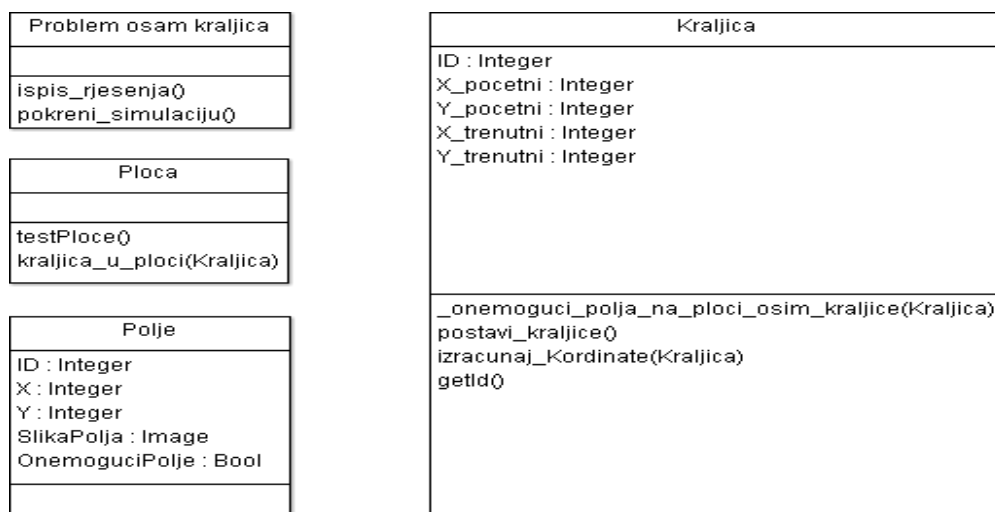 Problem osam kraljica
ispis_rjesenja()
pokreni_simulaciju()
Ploca
testPloce()
kraljica_u_ploci(Kraljica)
Polje
ID : Integer
X : Integer
Y : Integer
SlikaPolja : Image
OnemoguciPolje : Bool
Kraljica
ID : Integer
X_pocetni : Integer
Y_pocetni : Integer
X_trenutni : Integer
Y_trenutni : Integer
_onemoguci_polja_na_ploci_osim_kraljice(Kraljica)
postavi_kraljice()
izracunaj_Kordinate(Kraljica)
getId()